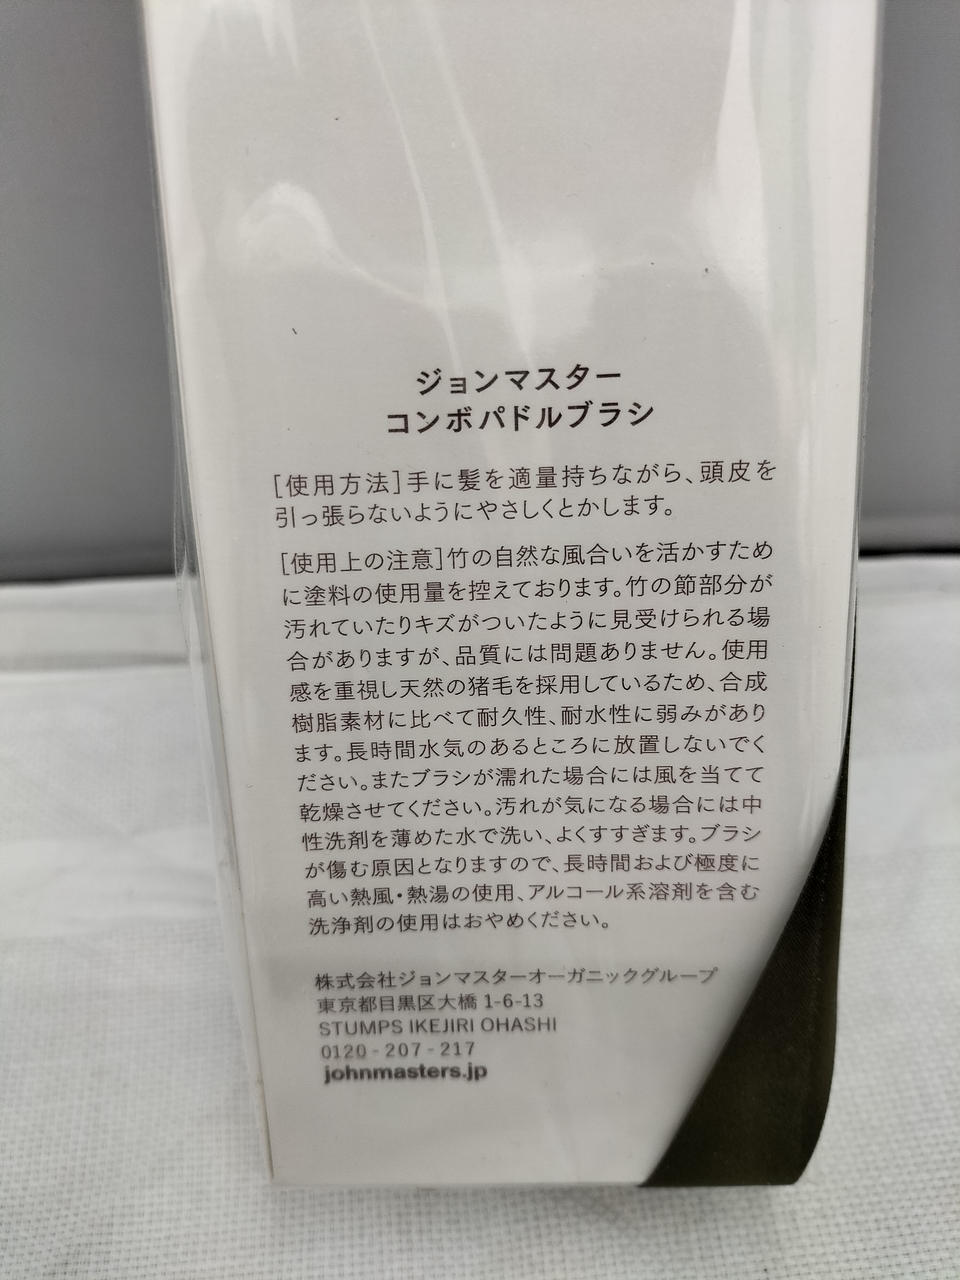 ジョンマスター
コンボパドルブラシ
[使用方法]手に髪を適量持ちながら、頭皮を
引っ張らないようにやさしくとかします。
[使用上の注意]竹の自然な風合いを活かすため
に塗料の使用量を控えております。竹の節部分が
汚れていたりキズがついたように見受けられる場
合がありますが、品質には問題ありません。使用
感を重視し天然の猪毛を採用しているため、合成
樹脂素材に比べて耐久性、耐水性に弱みがあり
ます。長時間水気のあるところに放置しないでく
ださい。またブラシが濡れた場合には風を当てて
乾燥させてください。汚れが気になる場合には中
性洗剤を薄めた水で洗い、よくすすぎます。ブラシ
が傷む原因となりますので、長時間および極度に
高い熱風・熱湯の使用、アルコール系溶剤を含む
洗浄剤の使用はおやめください。
株式会社ジョンマスターオーガニックグループ
東京都目黒区大橋 1-6-13
STUMPS IKEJIRI OHASHI
0120 - 207 - 217
johnmasters.jp